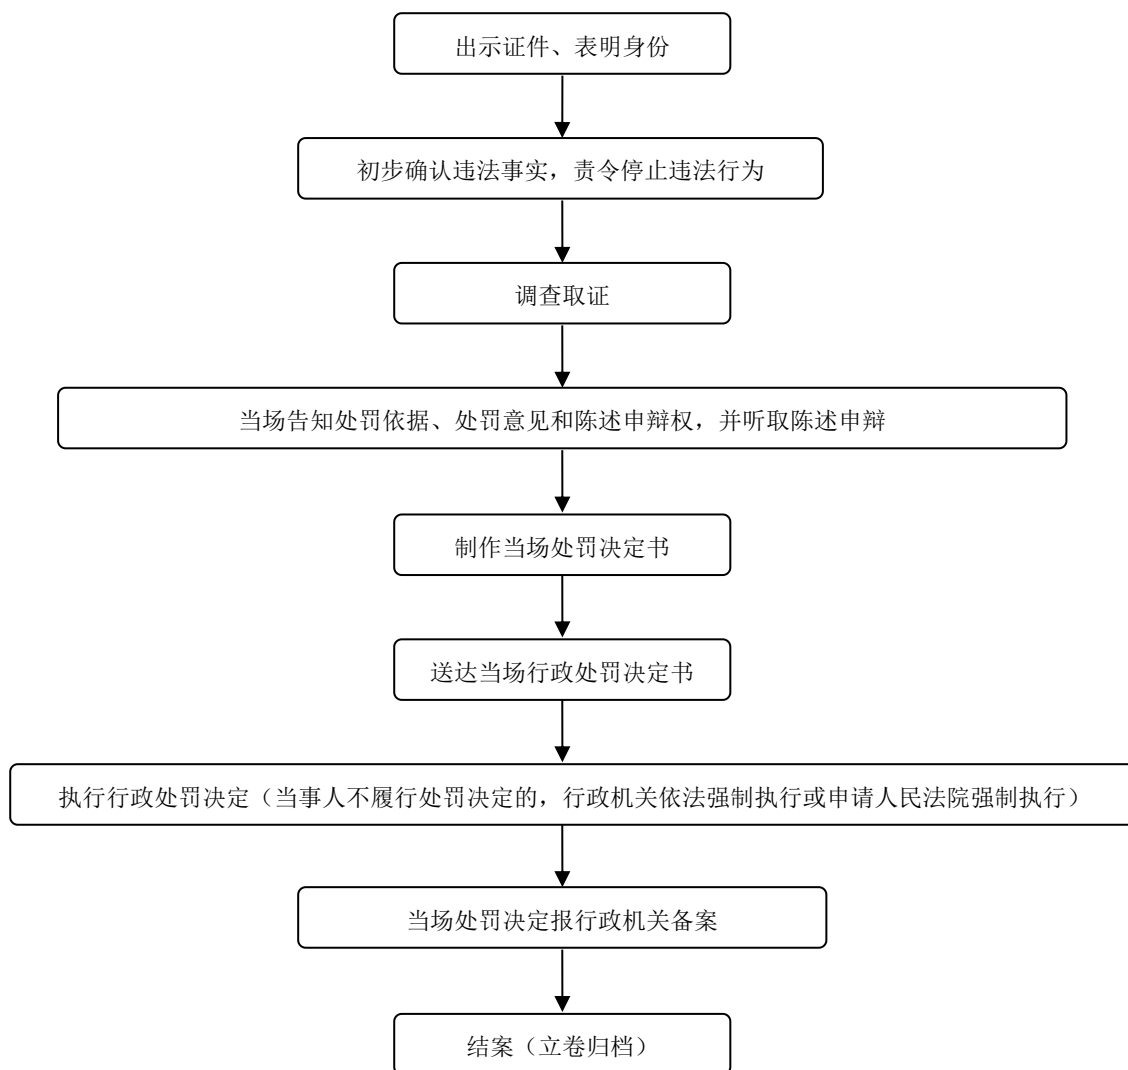 出示证件、表明身份
初步确认违法事实，责令停止违法行为
调查取证
当场告知处罚依据、处罚意见和陈述申辩权，并听取陈述申辩
制作当场处罚决定书
送达当场行政处罚决定书
执行行政处罚决定（当事人不履行处罚决定的，行政机关依法强制执行或申请人民法院强制执行）
当场处罚决定报行政机关备案
结案（立卷归档）